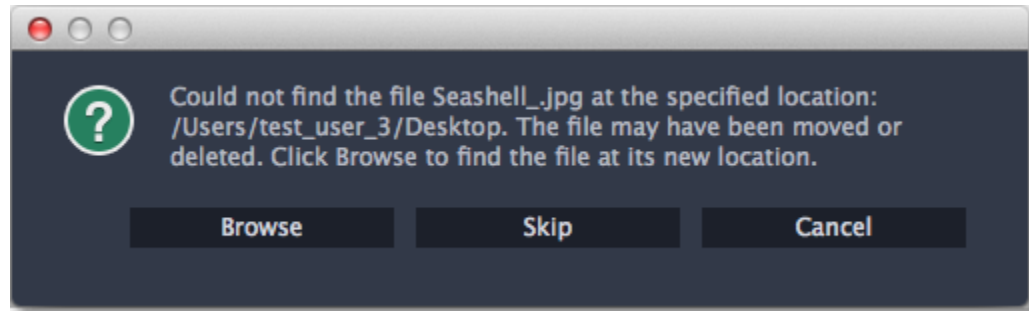 ?
Could not find the file Seashell_.jpg at the specified location:
/Users/test_user_3/Desktop. The file may have been moved or
deleted. Click Browse to find the file at its new location.
Browse Skip Cancel